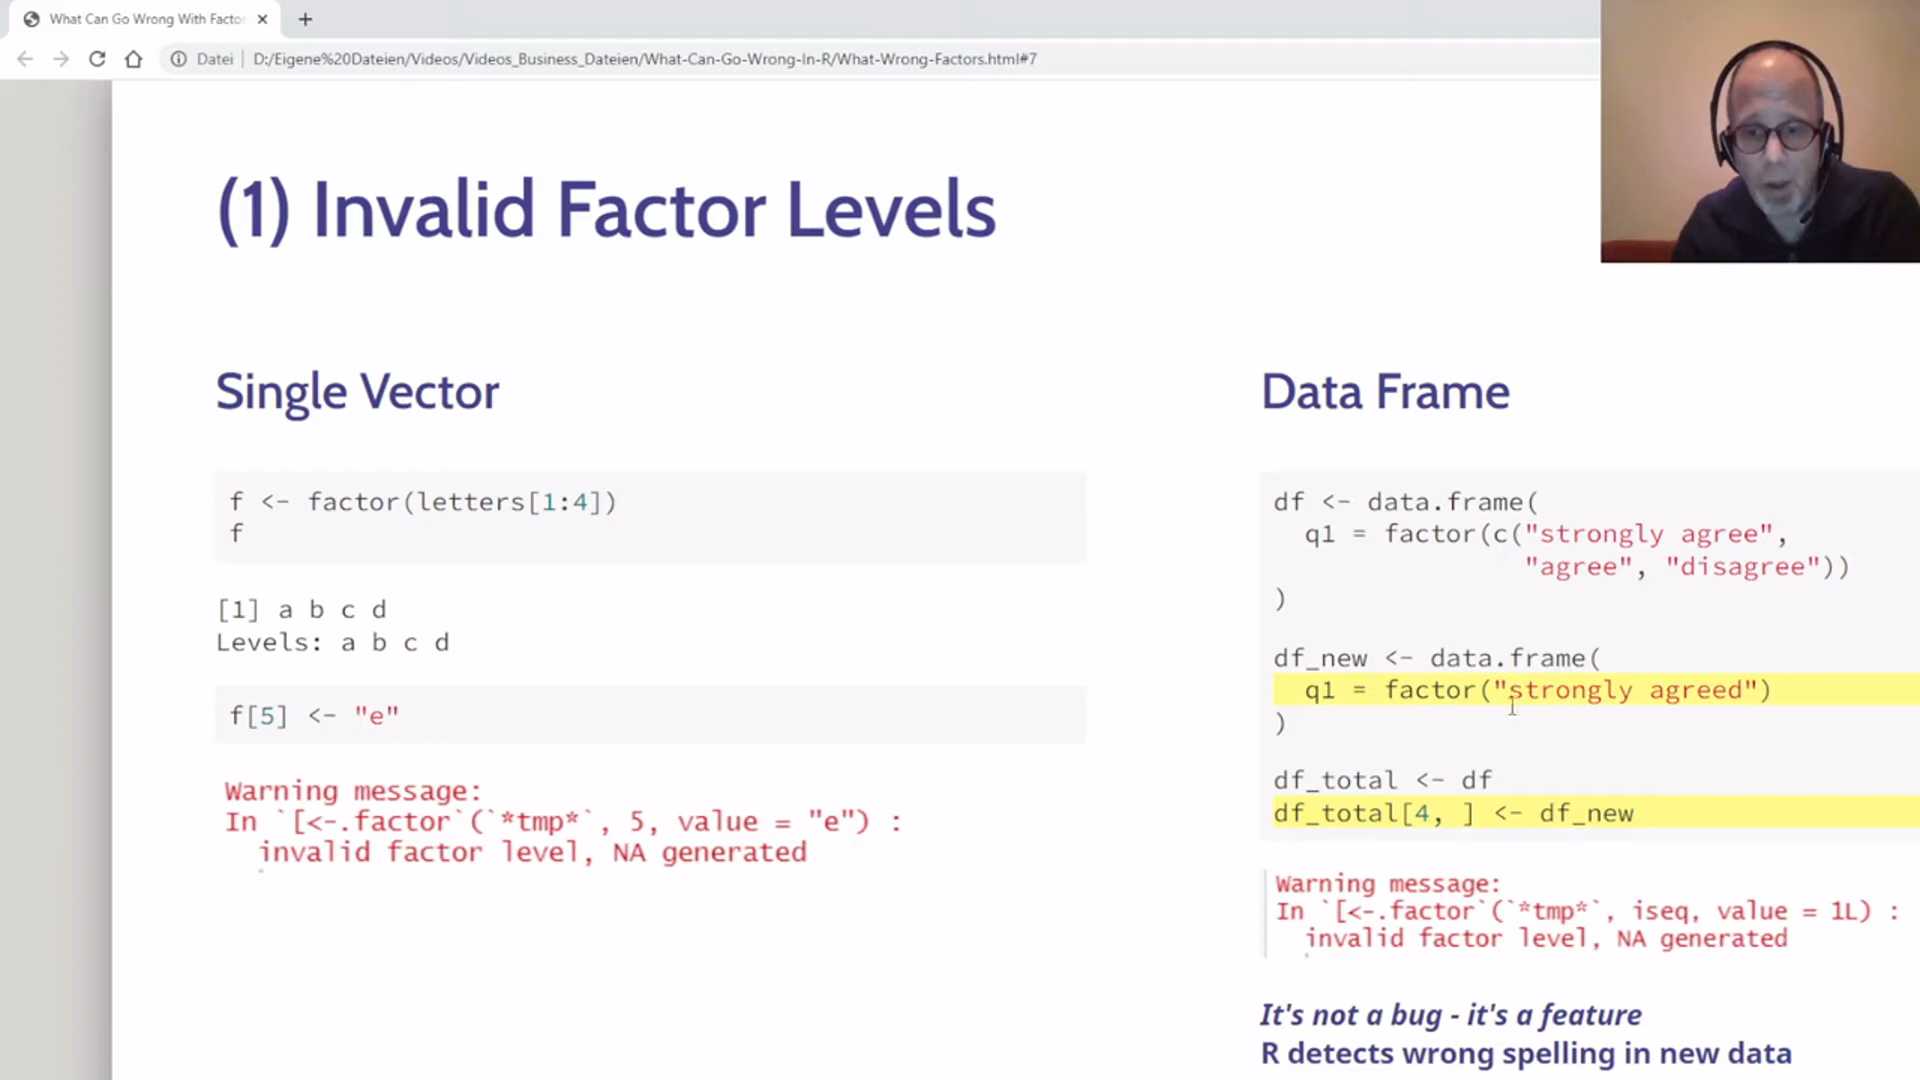 What Can Go Wrong With Factor
Datei
D:/Eigene%20Dateien/Videos/Videos_Business_Dateien/What-Can-Go-Wrong-In-R/What-Wrong-Factors.html#7
(1) Invalid Factor Levels
Single Vector
f <- factor(letters[1:4])
f
[1] a b c d
Levels: a b c d
f[5] <- "e"
Warning message:
In `[<-.factor`(`*tmp*`, 5, value = "e") :
invalid factor level, NA generated
Data Frame
df <- data.frame(
q1 = factor(c("strongly agree",
"agree", "disagree"))
)
df_new <- data.frame(
q1 = factor("strongly agreed")
)
df_total <- df
df_total[4, ] <- df_new
Warning message:
In `[<-.factor`(`*tmp*`, iseq, value = 1L) :
invalid factor level, NA generated
It's not a bug - it's a feature
R detects wrong spelling in new data